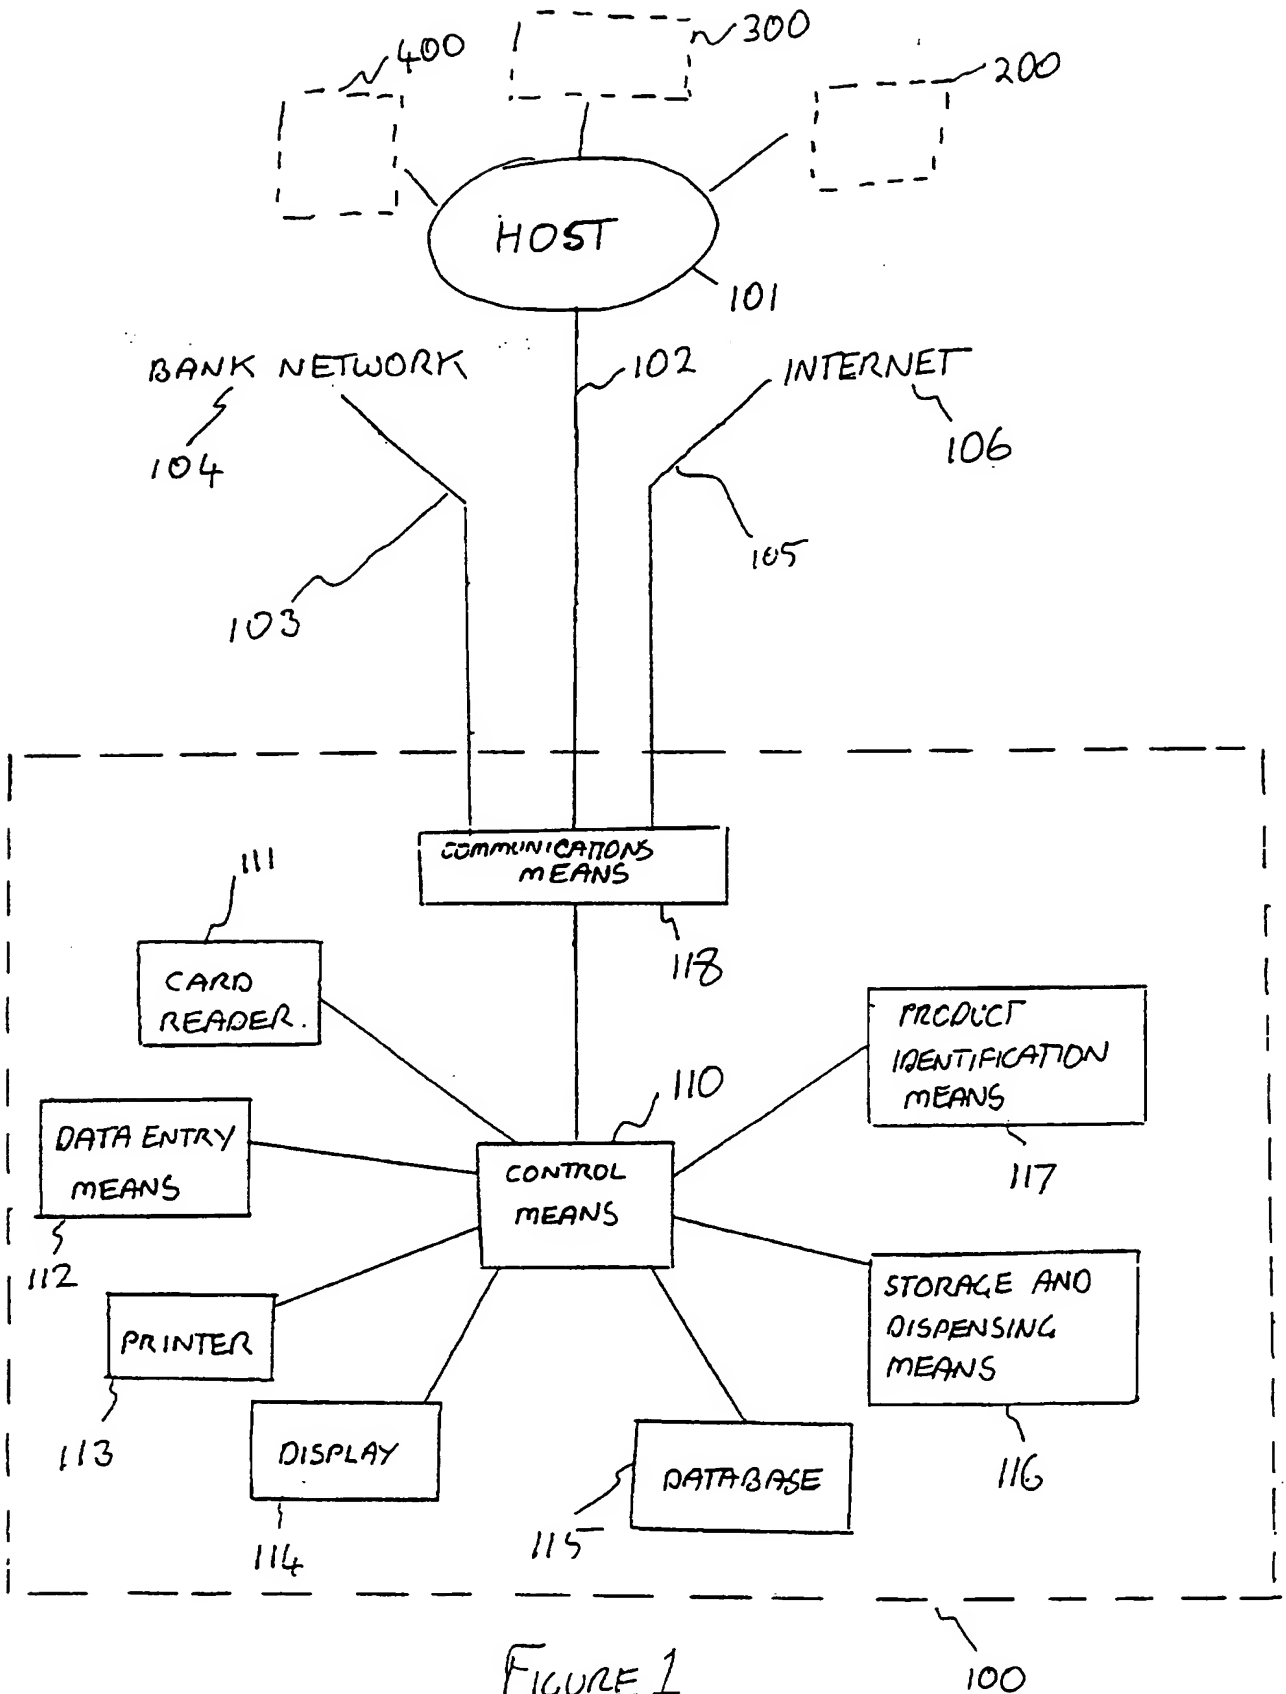 400
300
200
HOST
101
BANK NETWORK
102
INTERNET
104
106
103
105
COMMUNICATIONS
MEANS
111
118
CARD
READER.
PRODUCT
IDENTIFICATION
MEANS
117
110
DATA ENTRY
MEANS
112
CONTROL
MEANS
STORAGE AND
DISPENSING
MEANS
116
PRINTER
113
DISPLAY
114
DATABASE
115
100
FIGURE 1